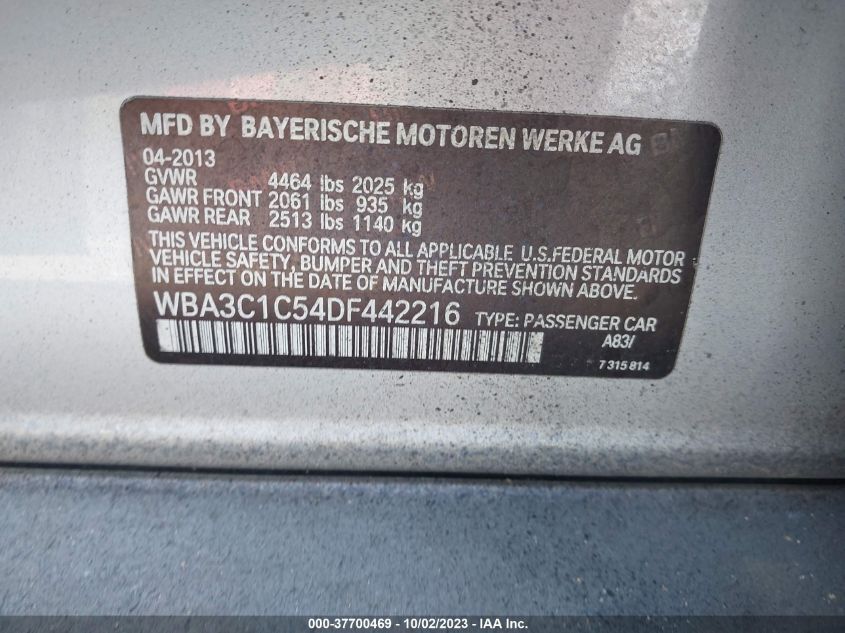 MFD BY BAYERISCHE MOTOREN WERKE AG
04-2013
GVWR 4464 lbs 2025 kg
GAWR FRONT 2061 lbs 935 kg
GAWR REAR 2513 lbs 1140 kg
THIS VEHICLE CONFORMS TO ALL APPLICABLE U.S.FEDERAL MOTOR
VEHICLE SAFETY, BUMPER AND THEFT PREVENTION STANDARDS
IN EFFECT ON THE DATE OF MANUFACTURE SHOWN ABOVE.
WBA3C1C54DF442216 TYPE: PASSENGER CAR
A83/
7 315 814
000-37700469 - 10/02/2023 - IAAI.com